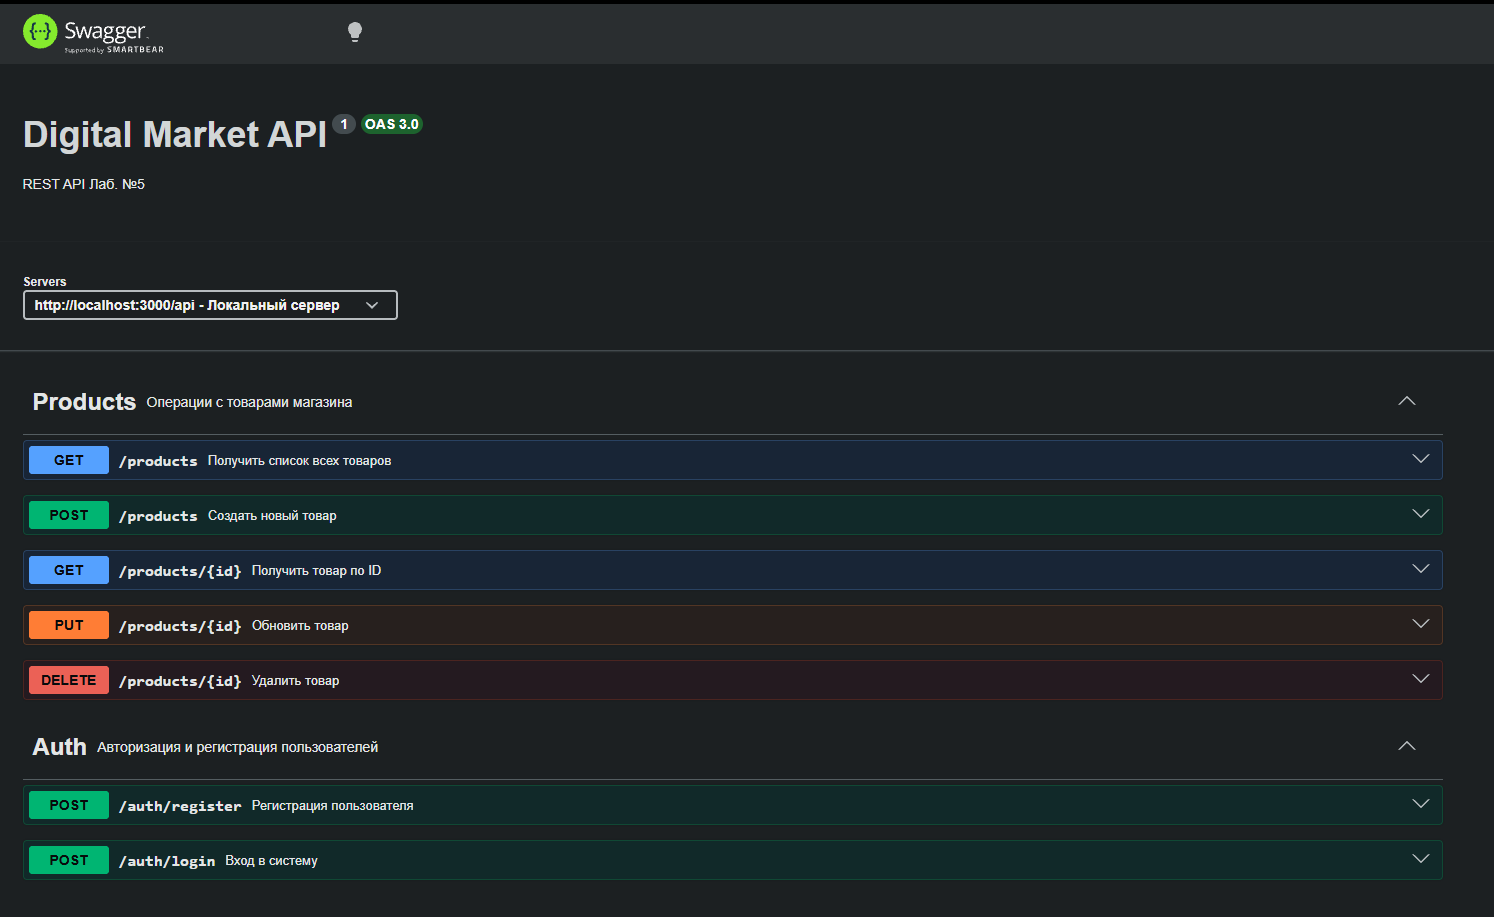 Swagger
Supported by SMARTBEAR
Digital Market API 1 OAS 3.0
REST API Лаб. №5
Servers
http://localhost:3000/api - Локальный сервер
Products Операции с товарами магазина
GET /products Получить список всех товаров
POST /products Создать новый товар
GET /products/{id} Получить товар по ID
PUT /products/{id} Обновить товар
DELETE /products/{id} Удалить товар
Auth Авторизация и регистрация пользователей
POST /auth/register Регистрация пользователя
POST /auth/login Вход в систему